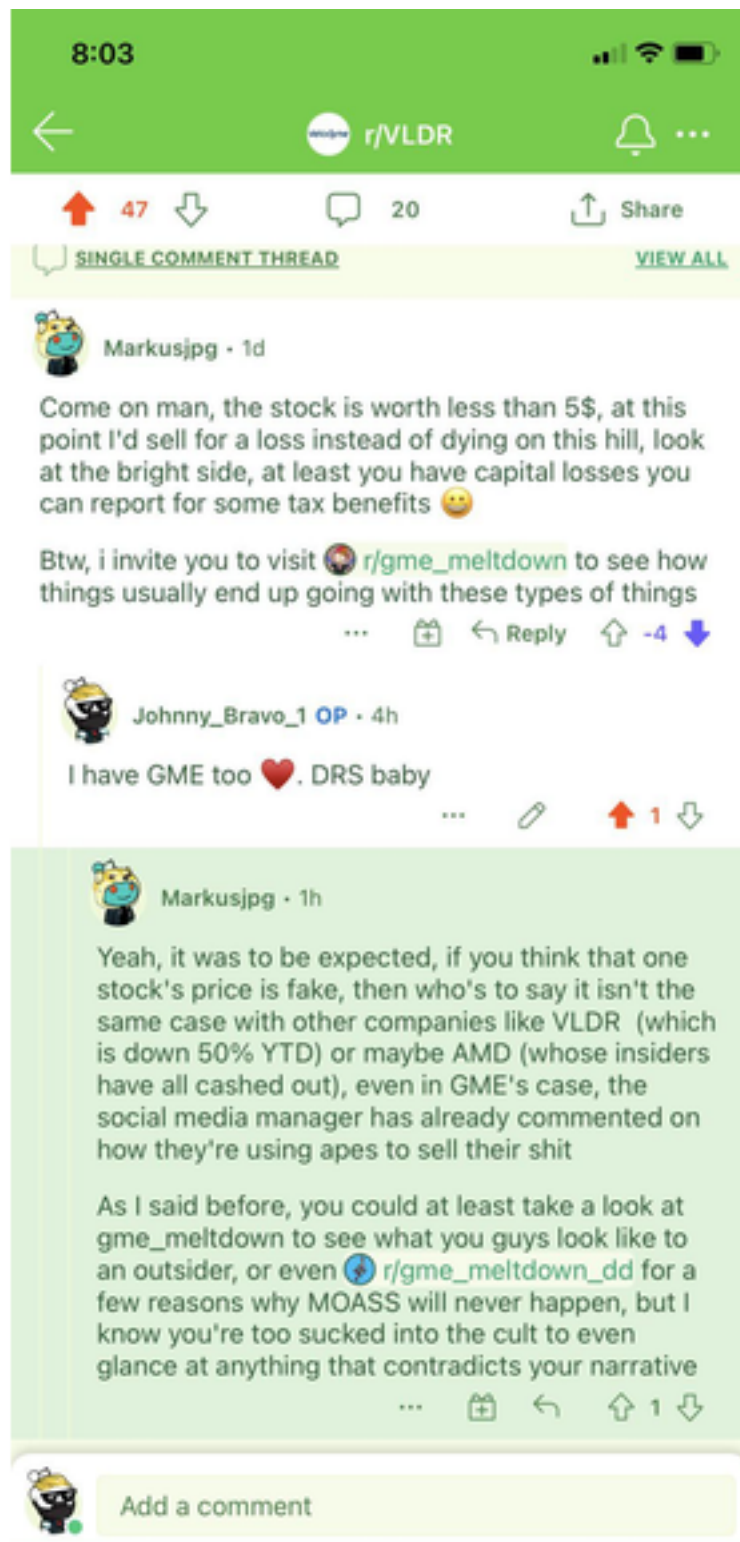 8:03
r/VLDR
47
20
Share
SINGLE COMMENT THREAD
VIEW ALL
Markusjpg • 1d
Come on man, the stock is worth less than 5$, at this
point I'd sell for a loss instead of dying on this hill, look
at the bright side, at least you have capital losses you
can report for some tax benefits 😀
Btw, i invite you to visit r/gme_meltdown to see how
things usually end up going with these types of things
Reply
-4
Johnny_Bravo_1 OP • 4h
I have GME too ♥️. DRS baby
1
Markusjpg • 1h
Yeah, it was to be expected, if you think that one
stock's price is fake, then who's to say it isn't the
same case with other companies like VLDR (which
is down 50% YTD) or maybe AMD (whose insiders
have all cashed out), even in GME's case, the
social media manager has already commented on
how they're using apes to sell their shit
As I said before, you could at least take a look at
gme_meltdown to see what you guys look like to
an outsider, or even r/gme_meltdown_dd for a
few reasons why MOASS will never happen, but I
know you're too sucked into the cult to even
glance at anything that contradicts your narrative
1
Add a comment